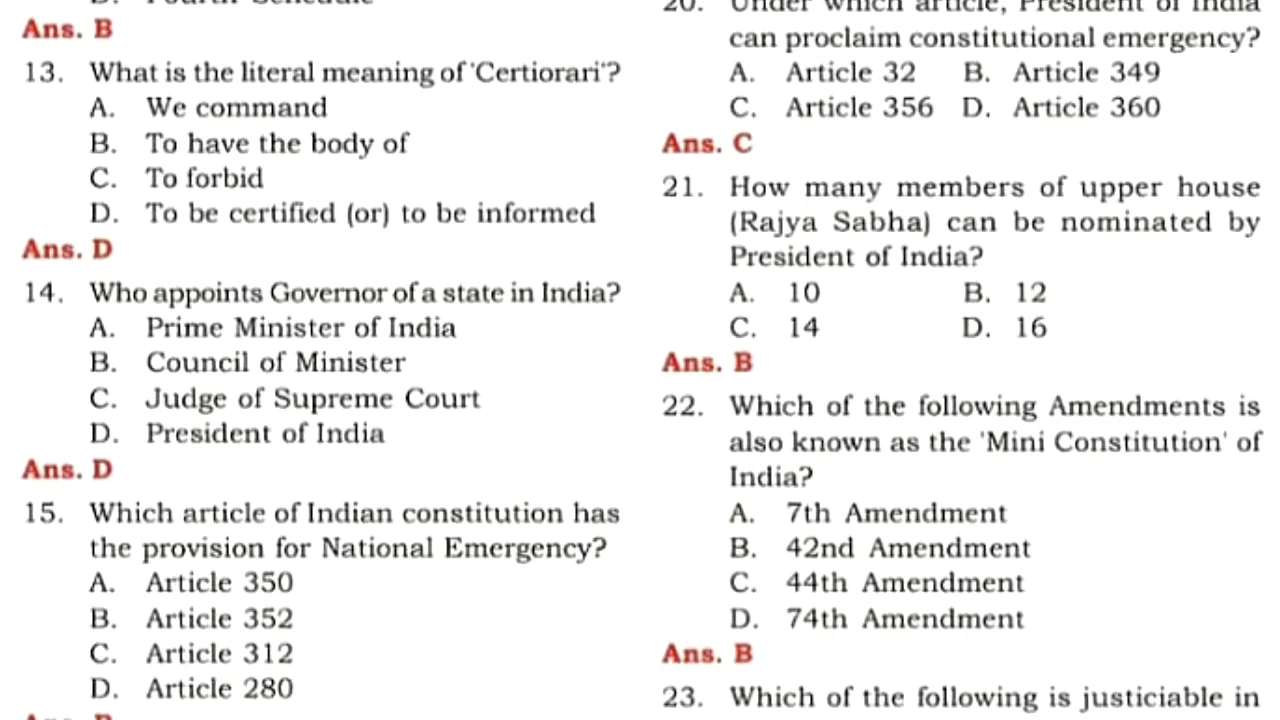 Ans. B
13. What is the literal meaning of 'Certiorari'?
A. We command
B. To have the body of
C. To forbid
D. To be certified (or) to be informed
Ans. D
14. Who appoints Governor of a state in India?
A. Prime Minister of India
B. Council of Minister
C. Judge of Supreme Court
D. President of India
Ans. D
15. Which article of Indian constitution has
the provision for National Emergency?
A. Article 350
B. Article 352
C. Article 312
D. Article 280
20. Under which article, President of India
can proclaim constitutional emergency?
A. Article 32 B. Article 349
C. Article 356 D. Article 360
Ans. C
21. How many members of upper house
(Rajya Sabha) can be nominated by
President of India?
A. 10 B. 12
C. 14 D. 16
Ans. B
22. Which of the following Amendments is
also known as the 'Mini Constitution' of
India?
A. 7th Amendment
B. 42nd Amendment
C. 44th Amendment
D. 74th Amendment
Ans. B
23. Which of the following is justiciable in